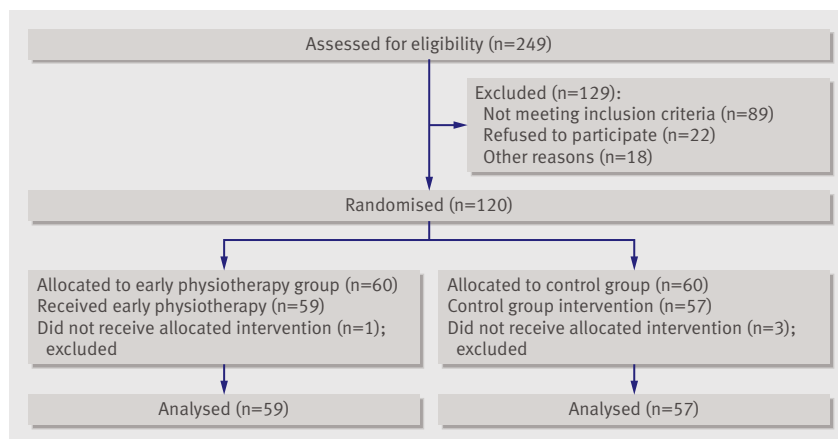 Assessed for eligibility (n=249)
Excluded (n=129):
Not meeting inclusion criteria (n=89)
Refused to participate (n=22)
Other reasons (n=18)
Randomised (n=120)
Allocated to early physiotherapy group (n=60)
Received early physiotherapy (n=59)
Did not receive allocated intervention (n=1);
excluded
Allocated to control group (n=60)
Control group intervention (n=57)
Did not receive allocated intervention (n=3);
excluded
Analysed (n=59)
Analysed (n=57)